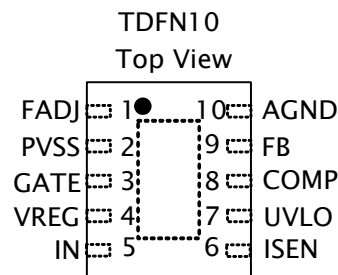 TDFN10
Top View
FADJ 1 10 AGND
PVSS 2 9 FB
GATE 3 8 COMP
VREG 4 7 UVLO
IN 5 6 ISEN